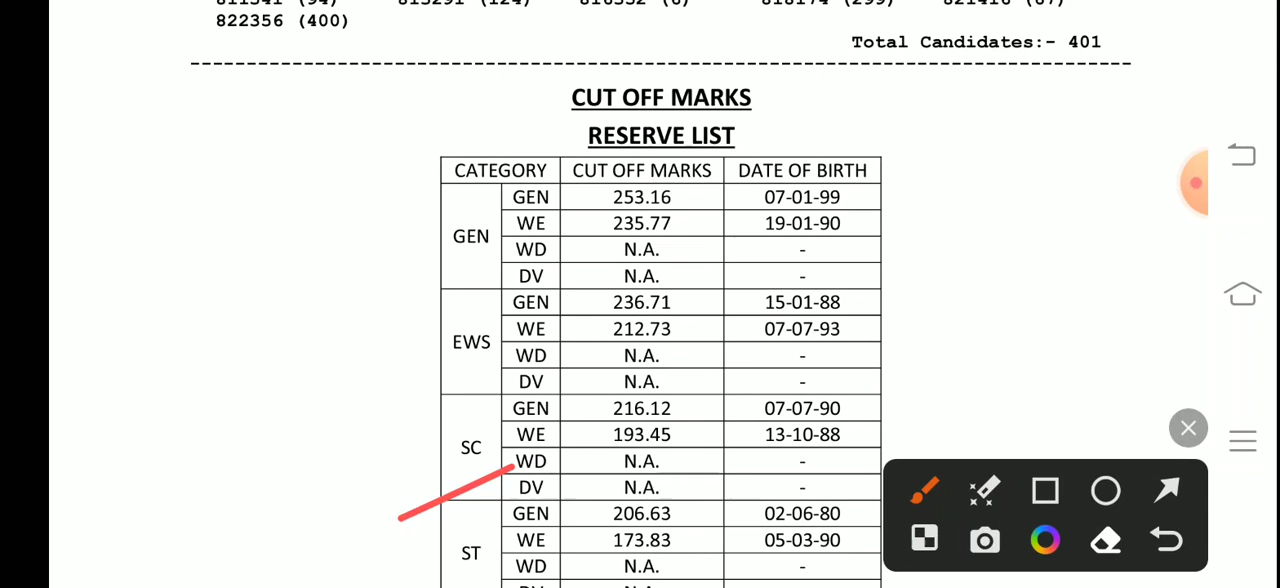 822356 (400)
Total Candidates:- 401
CUT OFF MARKS
RESERVE LIST
CATEGORY CUT OFF MARKS DATE OF BIRTH
GEN GEN 253.16 07-01-99
WE 235.77 19-01-90
WD N.A. -
DV N.A. -
EWS GEN 236.71 15-01-88
WE 212.73 07-07-93
WD N.A. -
DV N.A. -
SC GEN 216.12 07-07-90
WE 193.45 13-10-88
WD N.A. -
DV N.A. -
ST GEN 206.63 02-06-80
WE 173.83 05-03-90
WD N.A. -